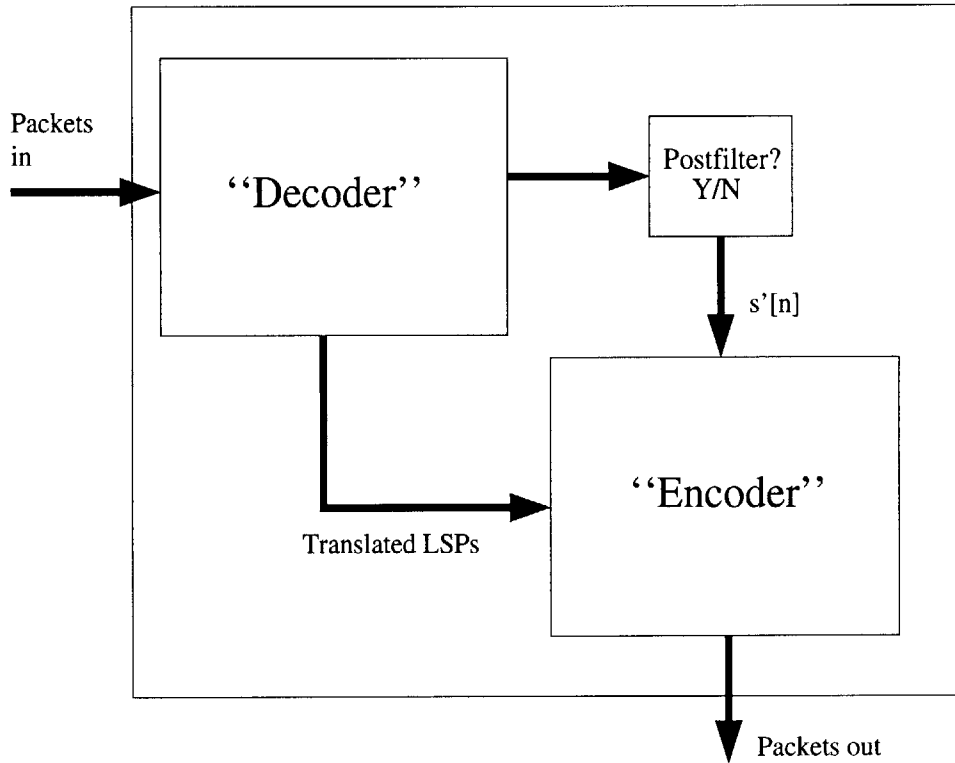 Packets
in
‘‘Decoder’’
Postfilter?
Y/N
s’[n]
‘‘Encoder’’
Translated LSPs
Packets out